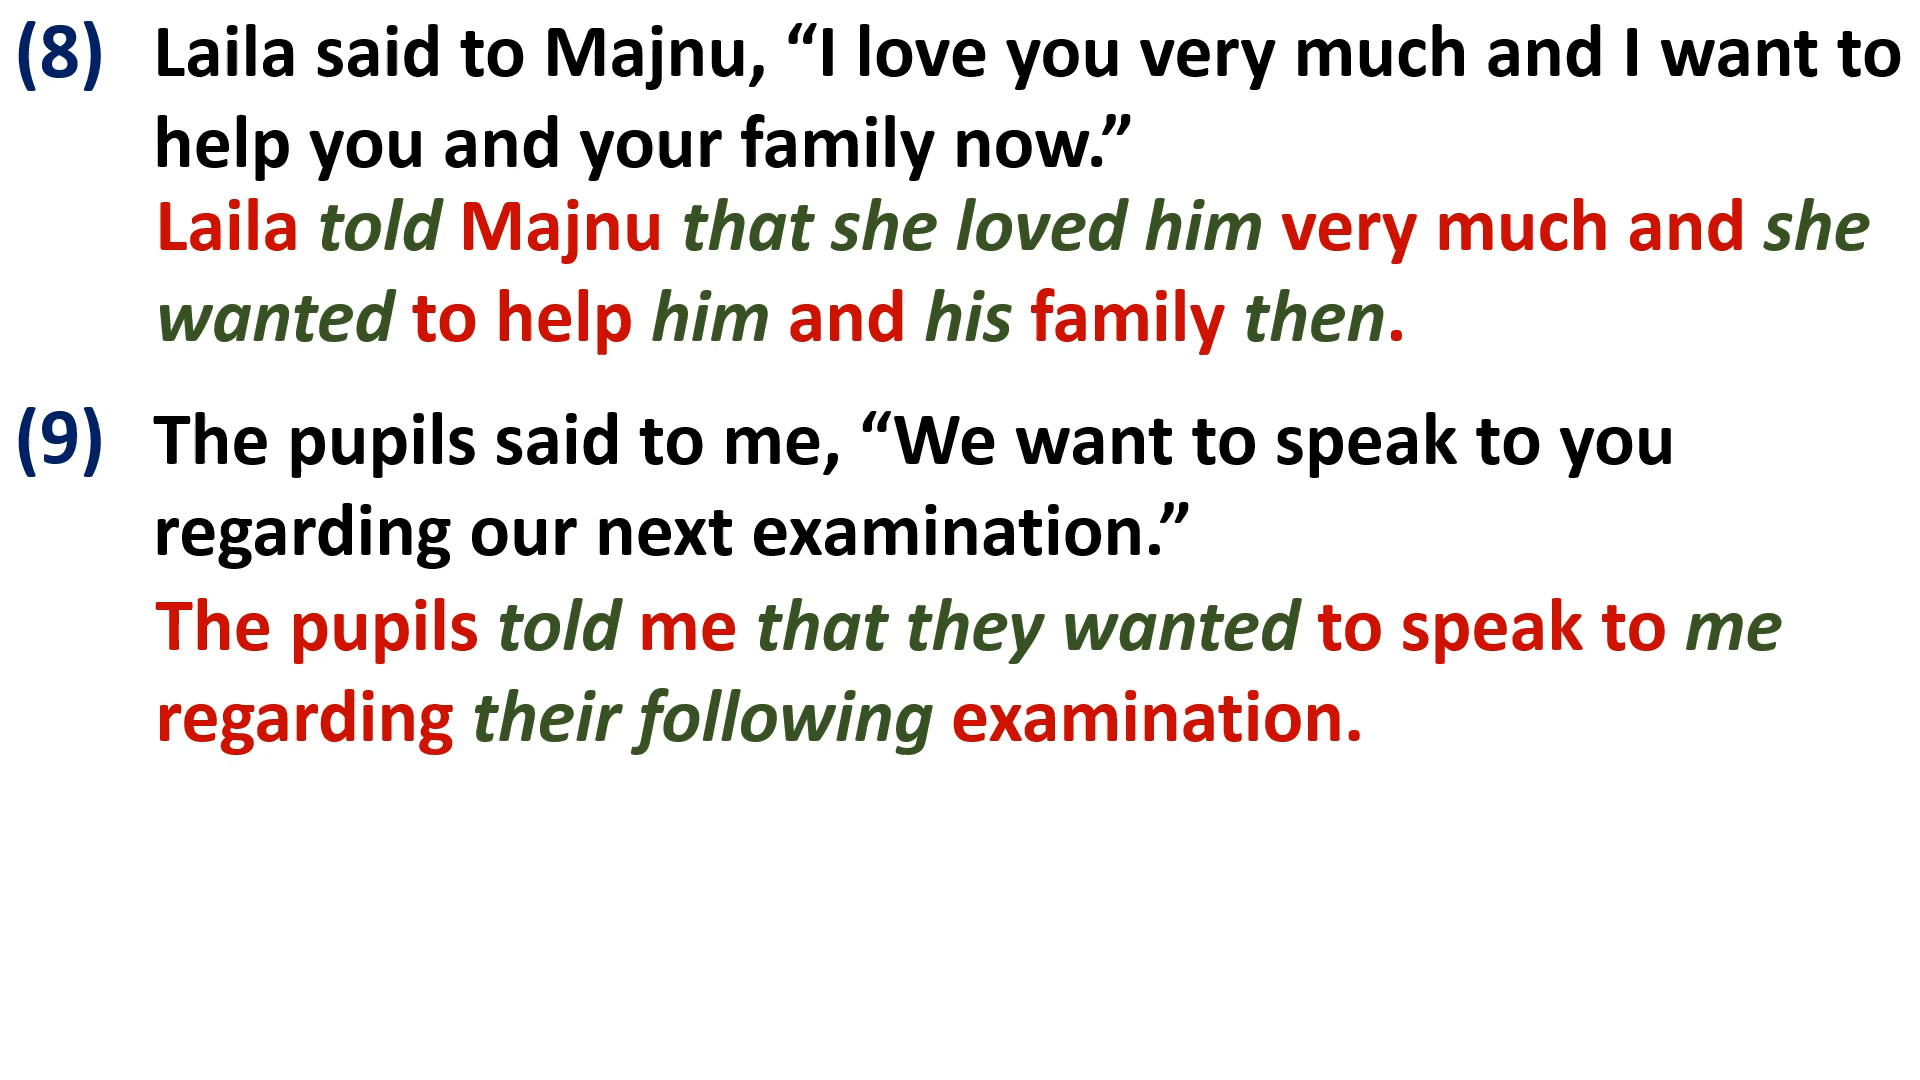 (8) Laila said to Majnu, “I love you very much and I want to
help you and your family now.”
Laila told Majnu that she loved him very much and she
wanted to help him and his family then.
(9) The pupils said to me, “We want to speak to you
regarding our next examination.”
The pupils told me that they wanted to speak to me
regarding their following examination.